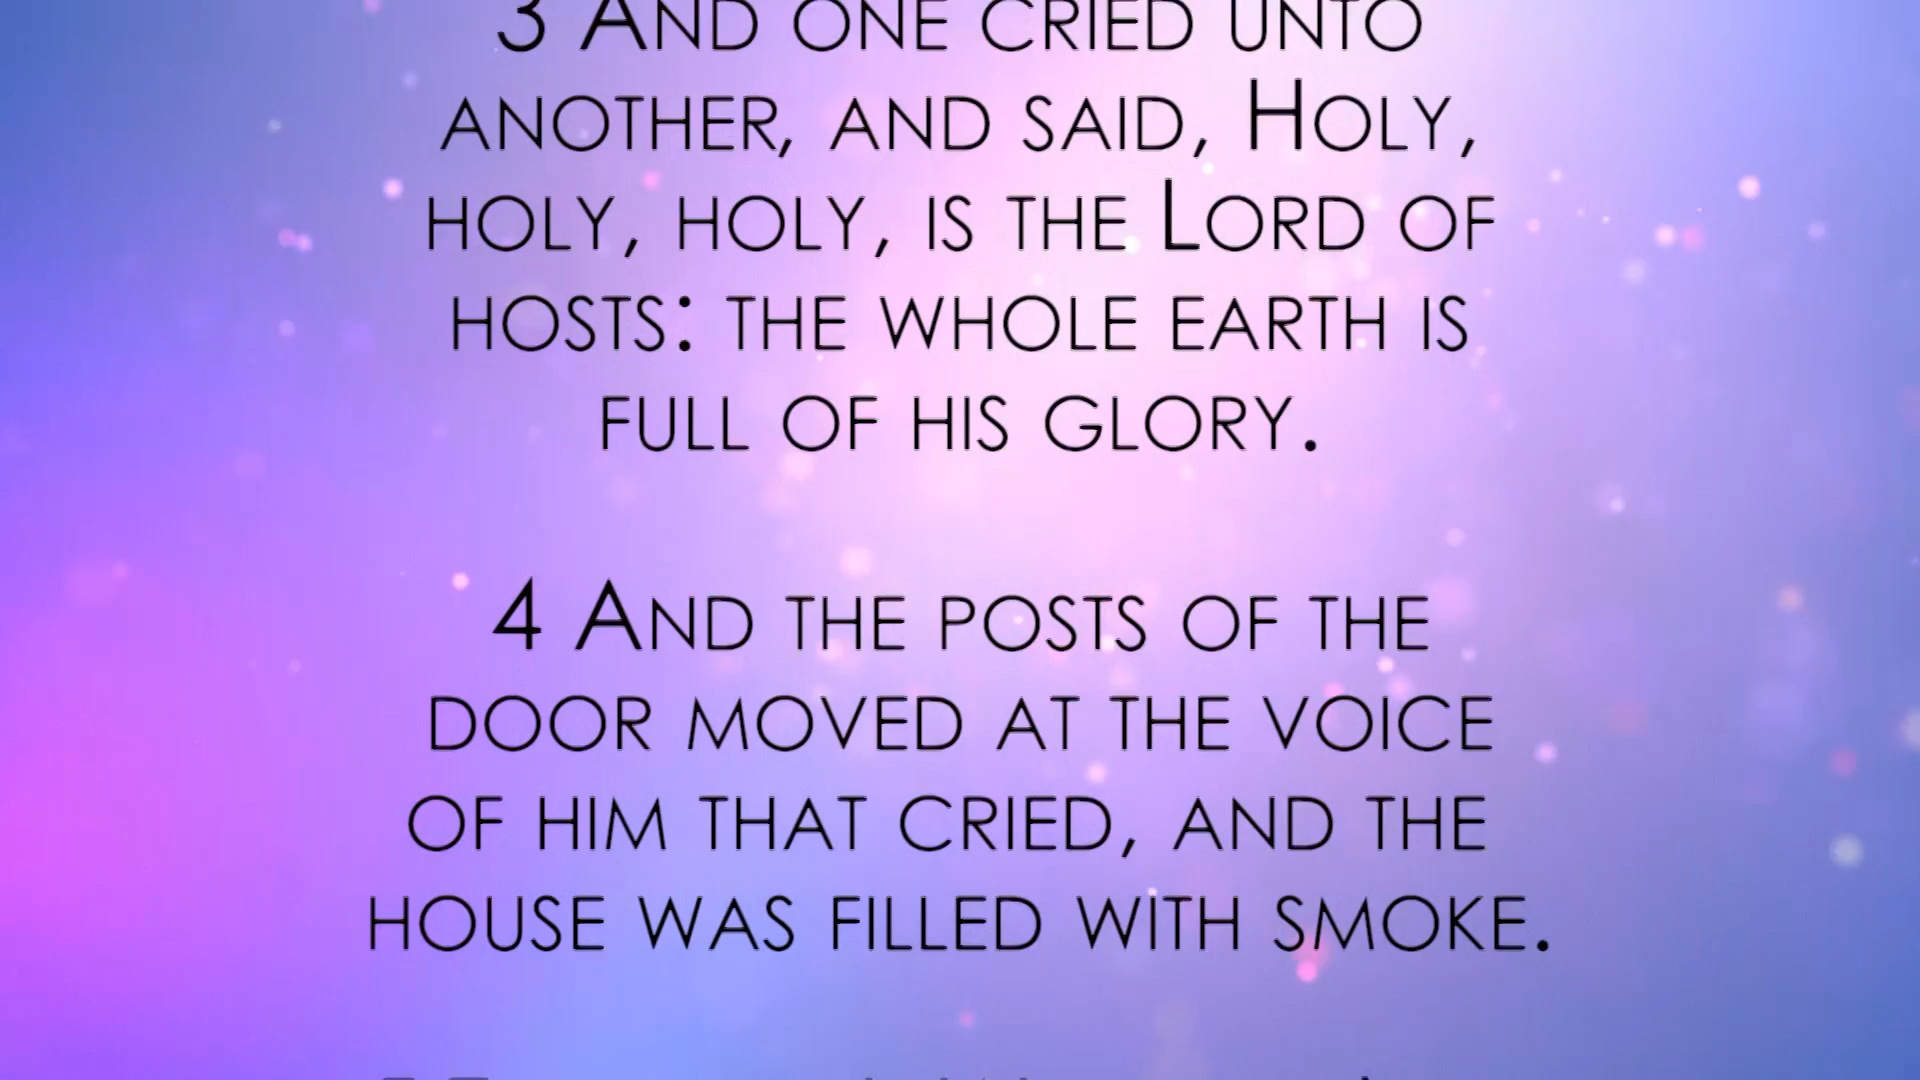 3 And one cried unto
another, and said, Holy,
holy, holy, is the Lord of
hosts: the whole earth is
full of his glory.
4 And the posts of the
door moved at the voice
of him that cried, and the
house was filled with smoke.